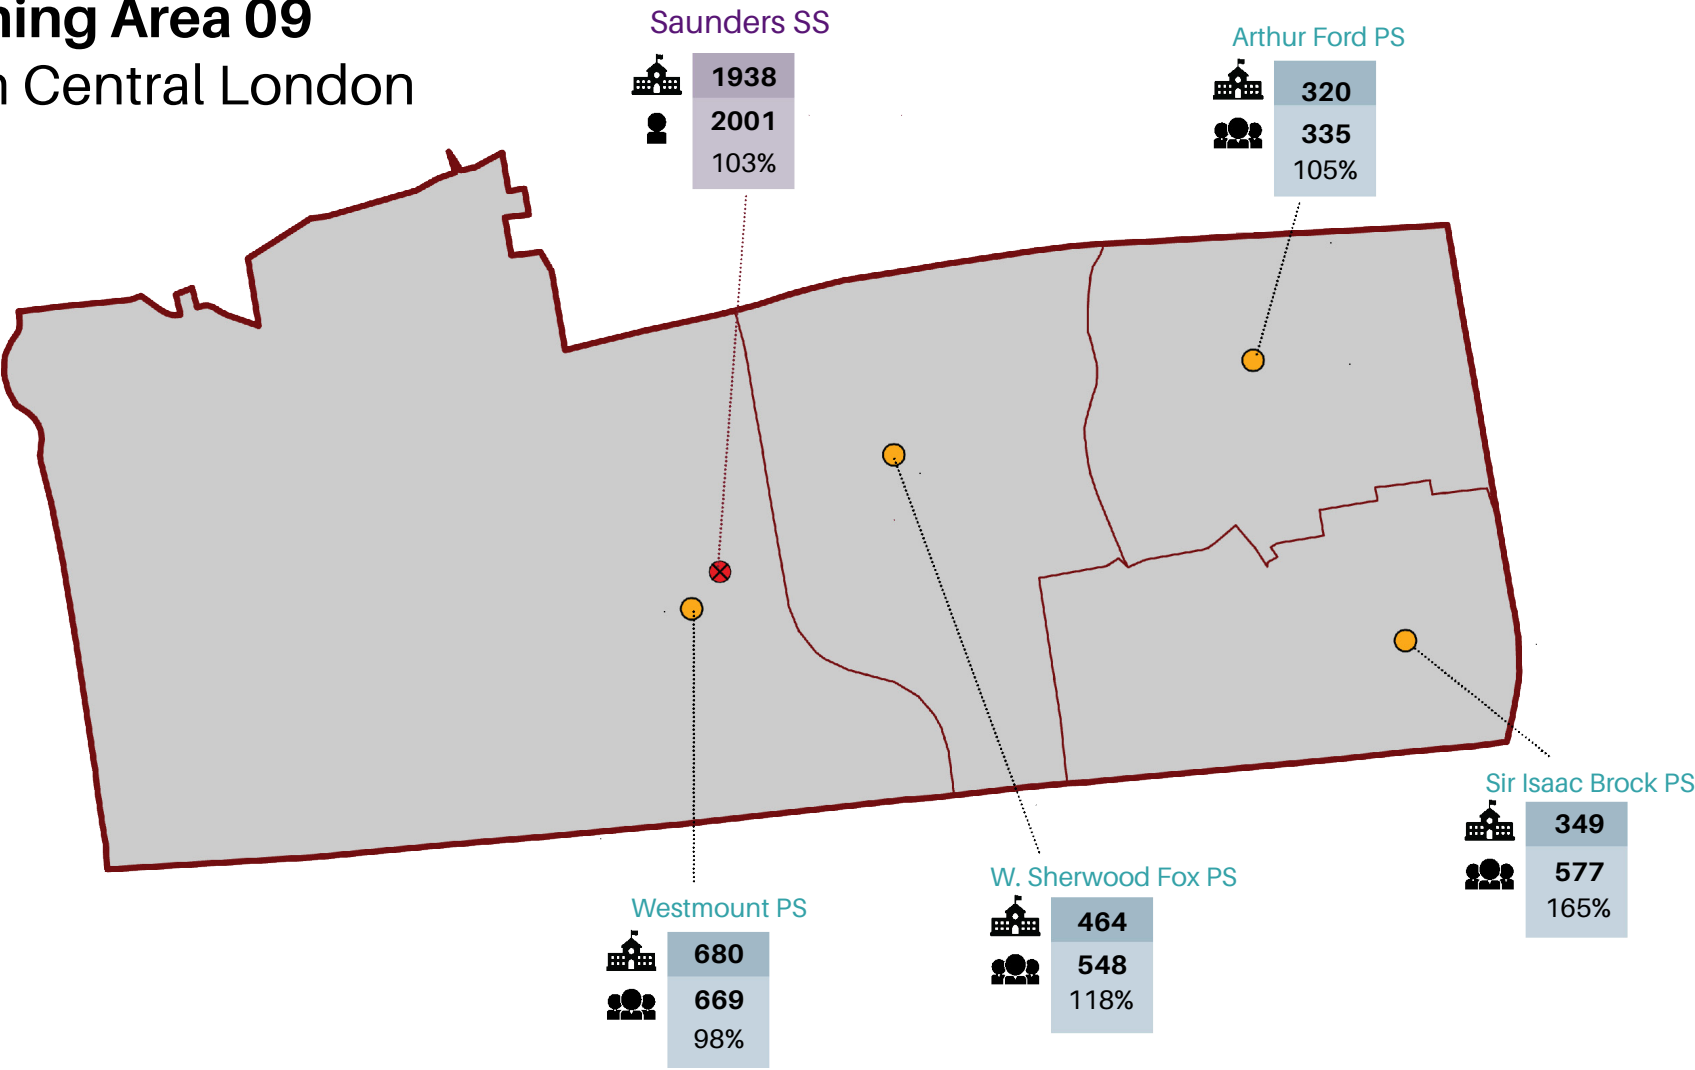 ning Area 09
n Central London
Saunders SS
1938
2001
103%
Arthur Ford PS
320
335
105%
Sir Isaac Brock PS
349
577
165%
W. Sherwood Fox PS
464
548
118%
Westmount PS
680
669
98%